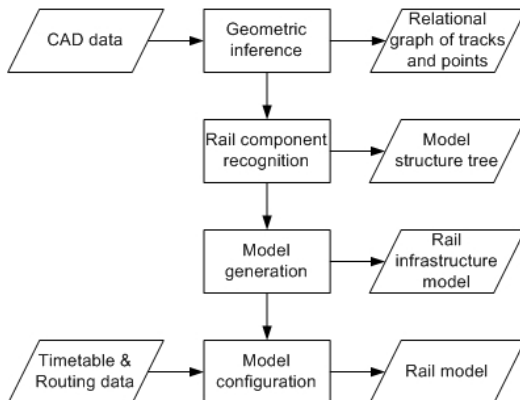 CAD data
Geometric
inference
Relational
graph of tracks
and points
Rail component
recognition
Model
structure tree
Model
generation
Rail
infrastructure
model
Timetable &
Routing data
Model
configuration
Rail model